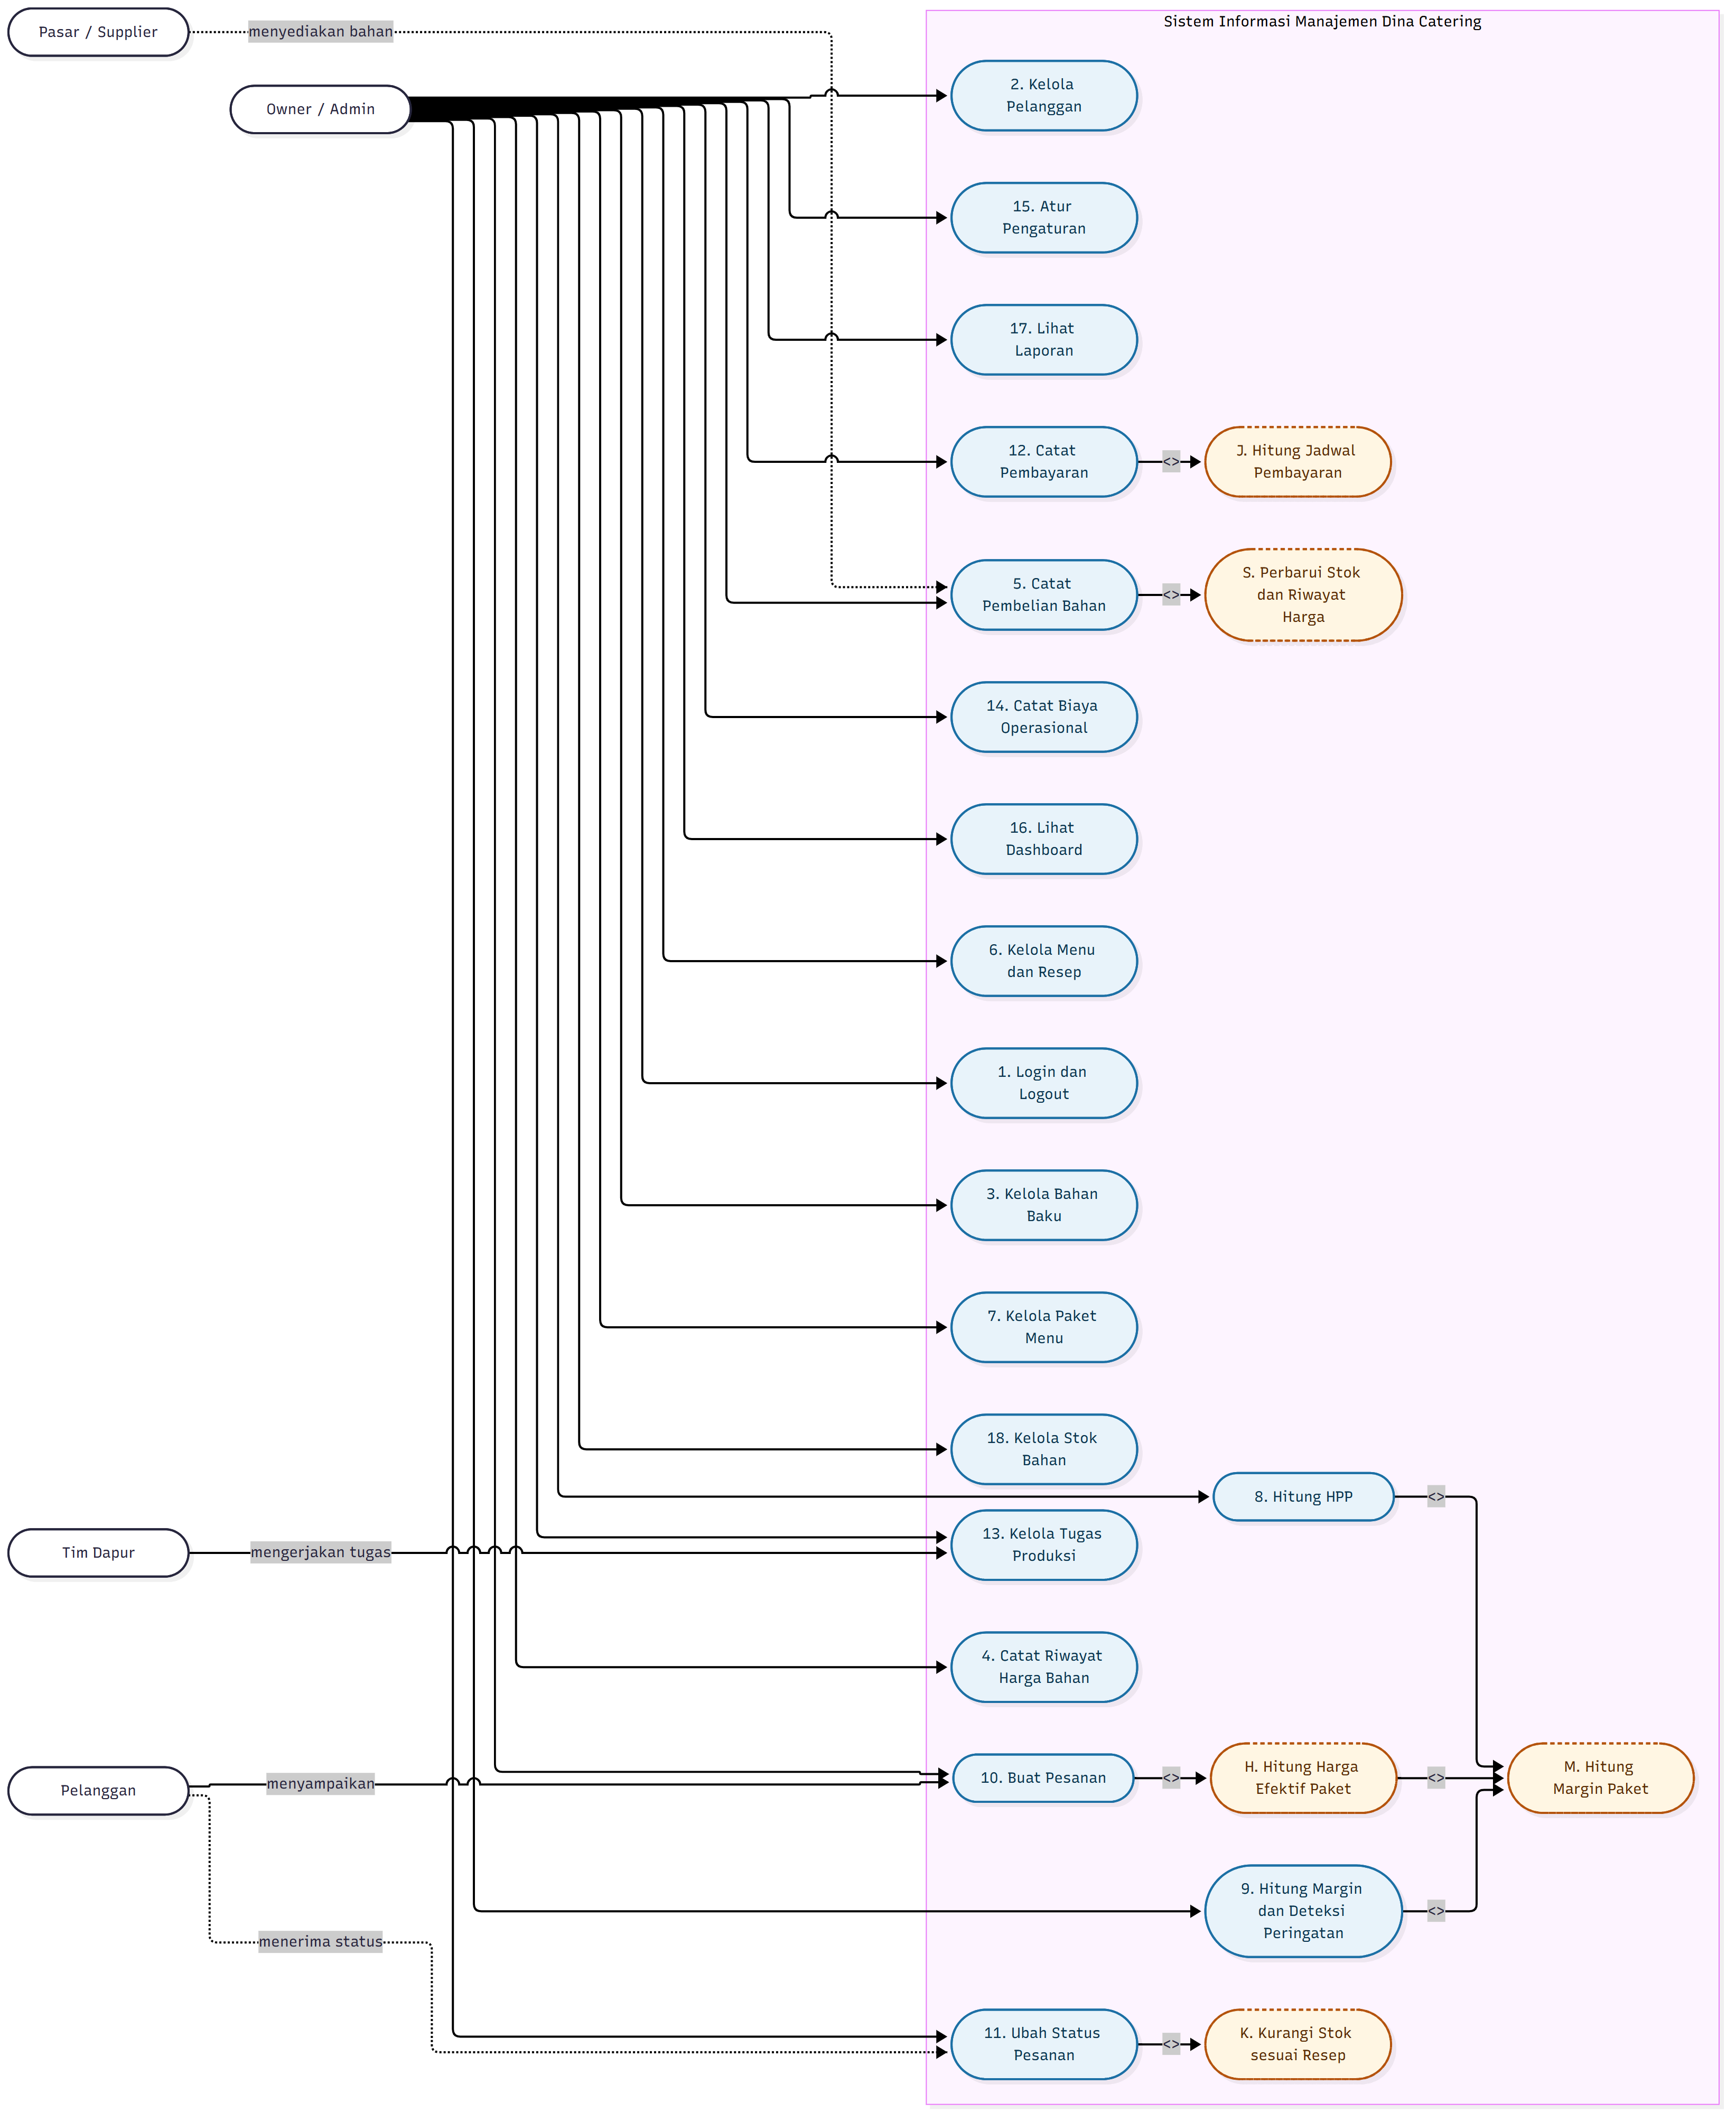 Pasar / Supplier
menyediakan bahan
Sistem Informasi Manajemen Dina Catering
Owner / Admin
2. Kelola
Pelanggan
15. Atur
Pengaturan
17. Lihat
Laporan
12. Catat
Pembayaran
<>
J. Hitung Jadwal
Pembayaran
5. Catat
Pembelian Bahan
<>
S. Perbarui Stok
dan Riwayat
Harga
14. Catat Biaya
Operasional
16. Lihat
Dashboard
6. Kelola Menu
dan Resep
1. Login dan
Logout
3. Kelola Bahan
Baku
7. Kelola Paket
Menu
18. Kelola Stok
Bahan
8. Hitung HPP
<>
Tim Dapur
mengerjakan tugas
13. Kelola Tugas
Produksi
4. Catat Riwayat
Harga Bahan
Pelanggan
menyampaikan
10. Buat Pesanan
<>
H. Hitung Harga
Efektif Paket
<>
M. Hitung
Margin Paket
9. Hitung Margin
dan Deteksi
Peringatan
<>
menerima status
11. Ubah Status
Pesanan
<>
K. Kurangi Stok
sesuai Resep